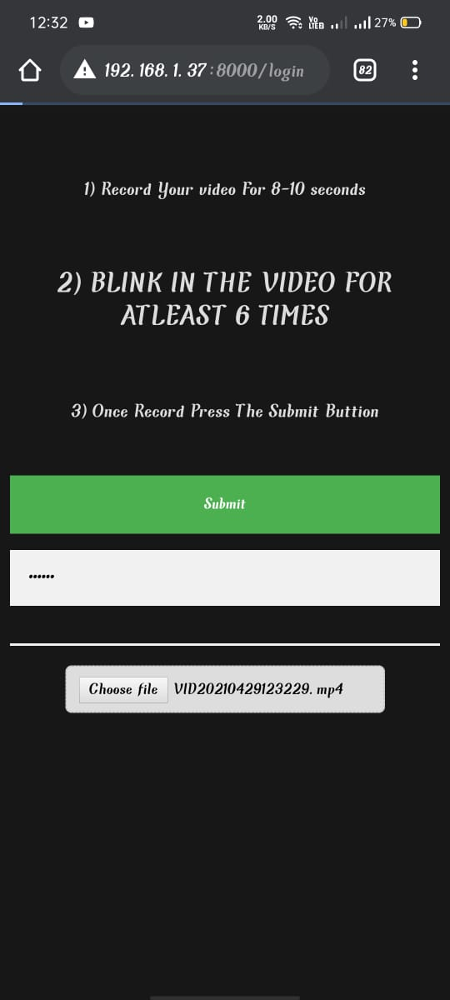 12:32 2.00 KB/S Vo LTE2 27%
192.168.1.37:8000/login 82
1) Record Your video For 8-10 seconds
2) BLINK IN THE VIDEO FOR
ATLEAST 6 TIMES
3) Once Record Press The Submit Buttion
Submit
••••••
Choose file VID20210429123229.mp4